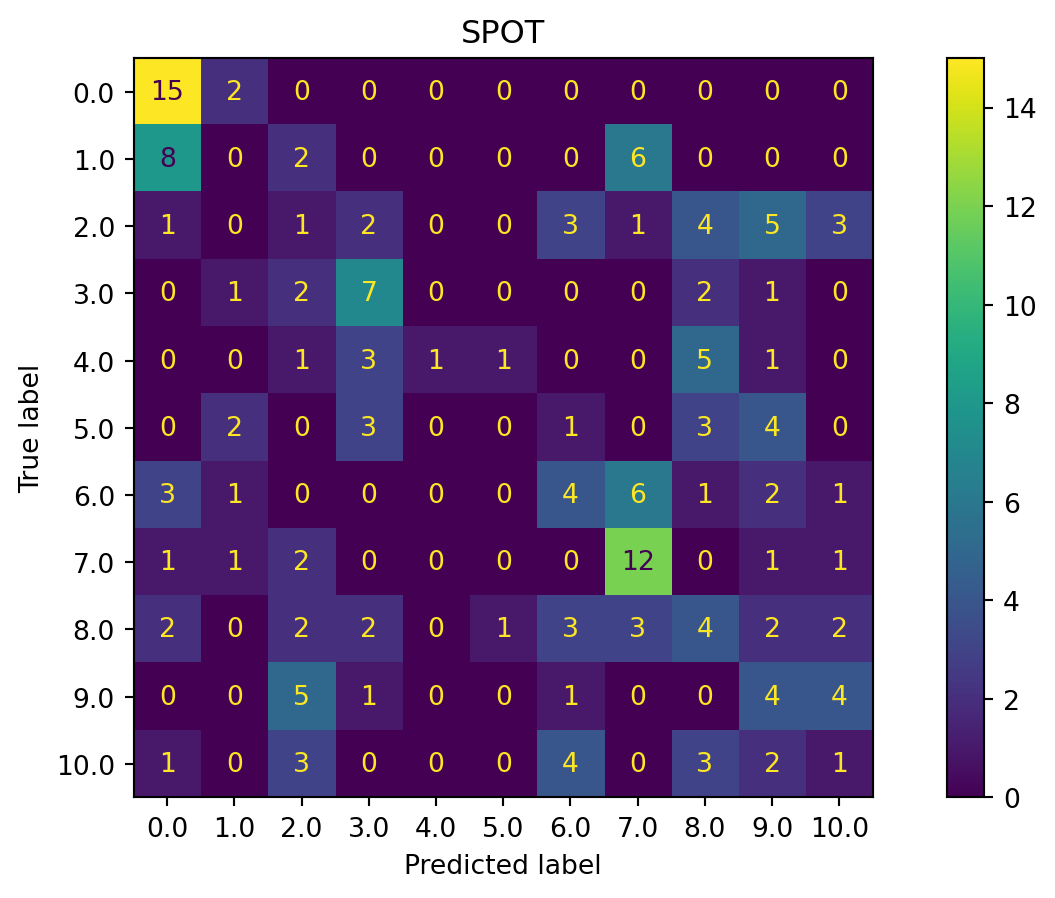 SPOT
0.0 15 2 0 0 0 0 0 0 0 0 0
1.0 8 0 2 0 0 0 0 6 0 0 0
2.0 1 0 1 2 0 0 3 1 4 5 3
3.0 0 1 2 7 0 0 0 0 2 1 0
4.0 0 0 1 3 1 1 0 0 5 1 0
5.0 0 2 0 3 0 0 1 0 3 4 0
6.0 3 1 0 0 0 0 4 6 1 2 1
7.0 1 1 2 0 0 0 0 12 0 1 1
8.0 2 0 2 2 0 1 3 3 4 2 2
9.0 0 0 5 1 0 0 1 0 0 4 4
10.0 1 0 3 0 0 0 4 0 3 2 1
0.0 1.0 2.0 3.0 4.0 5.0 6.0 7.0 8.0 9.0 10.0
Predicted label
True label
14
12
10
8
6
4
2
0